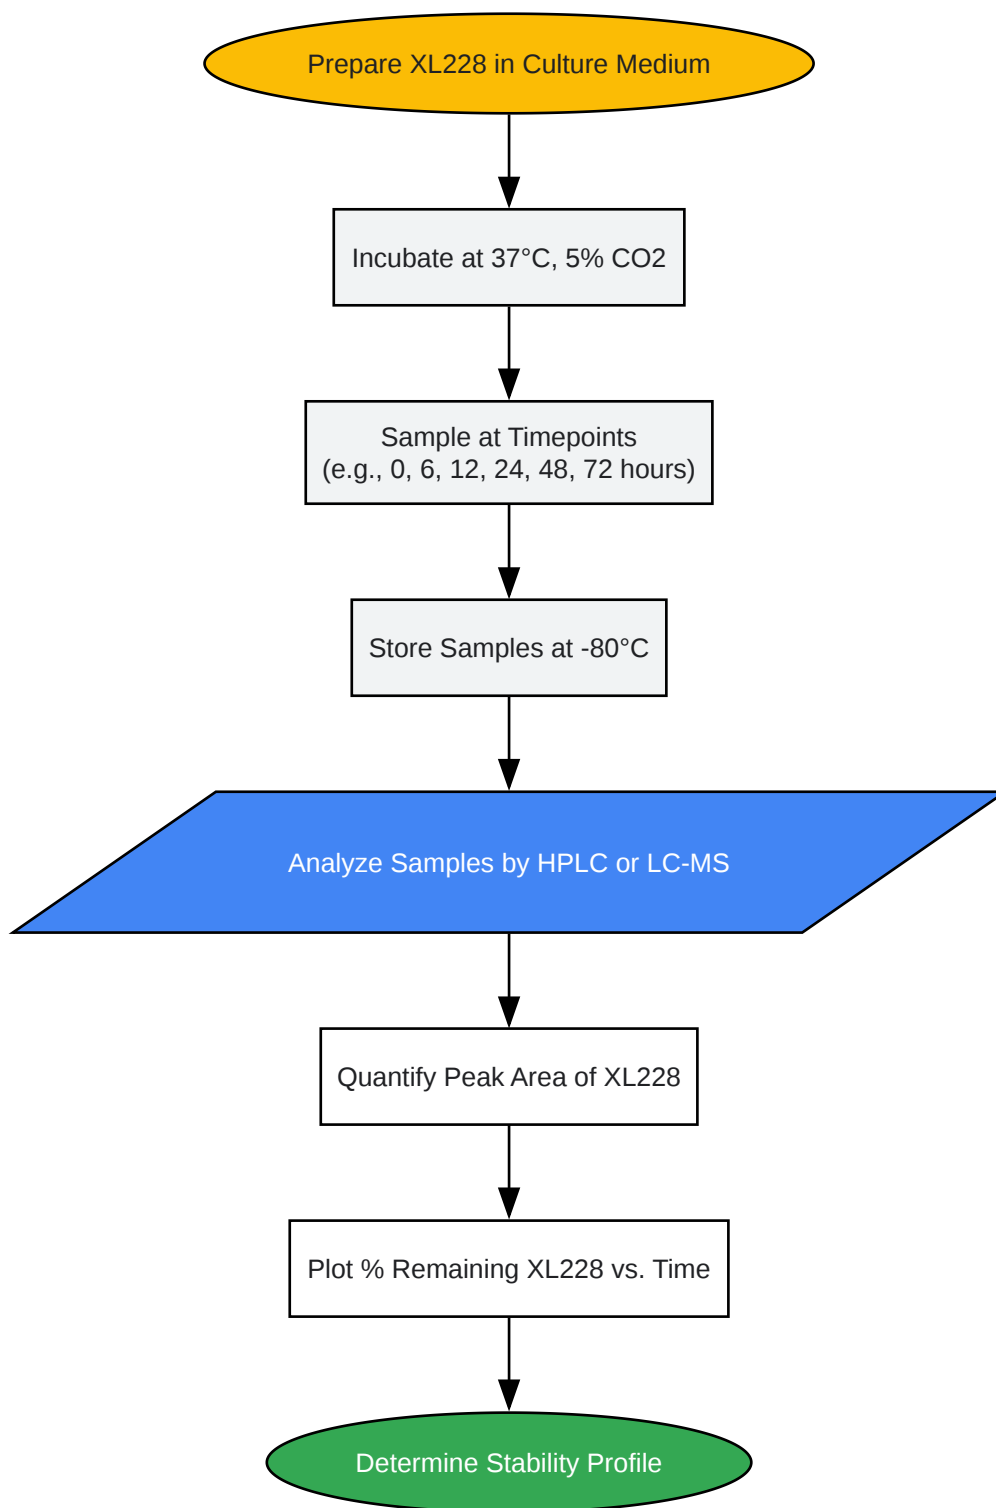 Prepare XL228 in Culture Medium
Incubate at 37°C, 5% CO2
Sample at Timepoints
(e.g., 0, 6, 12, 24, 48, 72 hours)
Store Samples at -80°C
Analyze Samples by HPLC or LC-MS
Quantify Peak Area of XL228
Plot % Remaining XL228 vs. Time
Determine Stability Profile